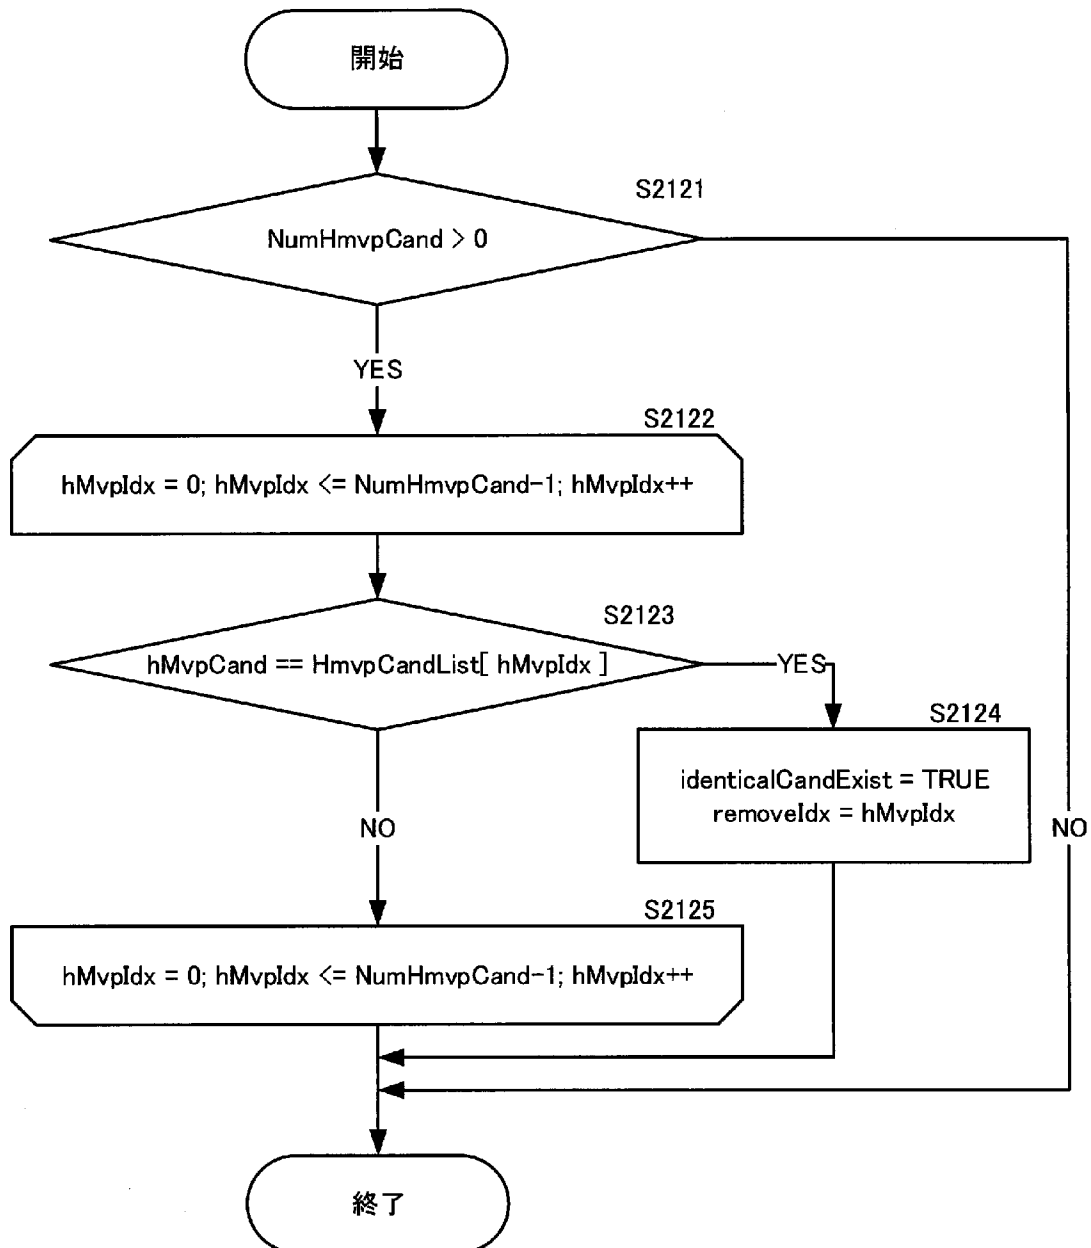 開始
S2121
NumHmvpCand > 0
YES
S2122
hMvpIdx = 0; hMvpIdx <= NumHmvpCand-1; hMvpIdx++
S2123
hMvpCand == HmvpCandList[ hMvpIdx ]
YES
S2124
identicalCandExist = TRUE
removeIdx = hMvpIdx
NO
NO
S2125
hMvpIdx = 0; hMvpIdx <= NumHmvpCand-1; hMvpIdx++
終了